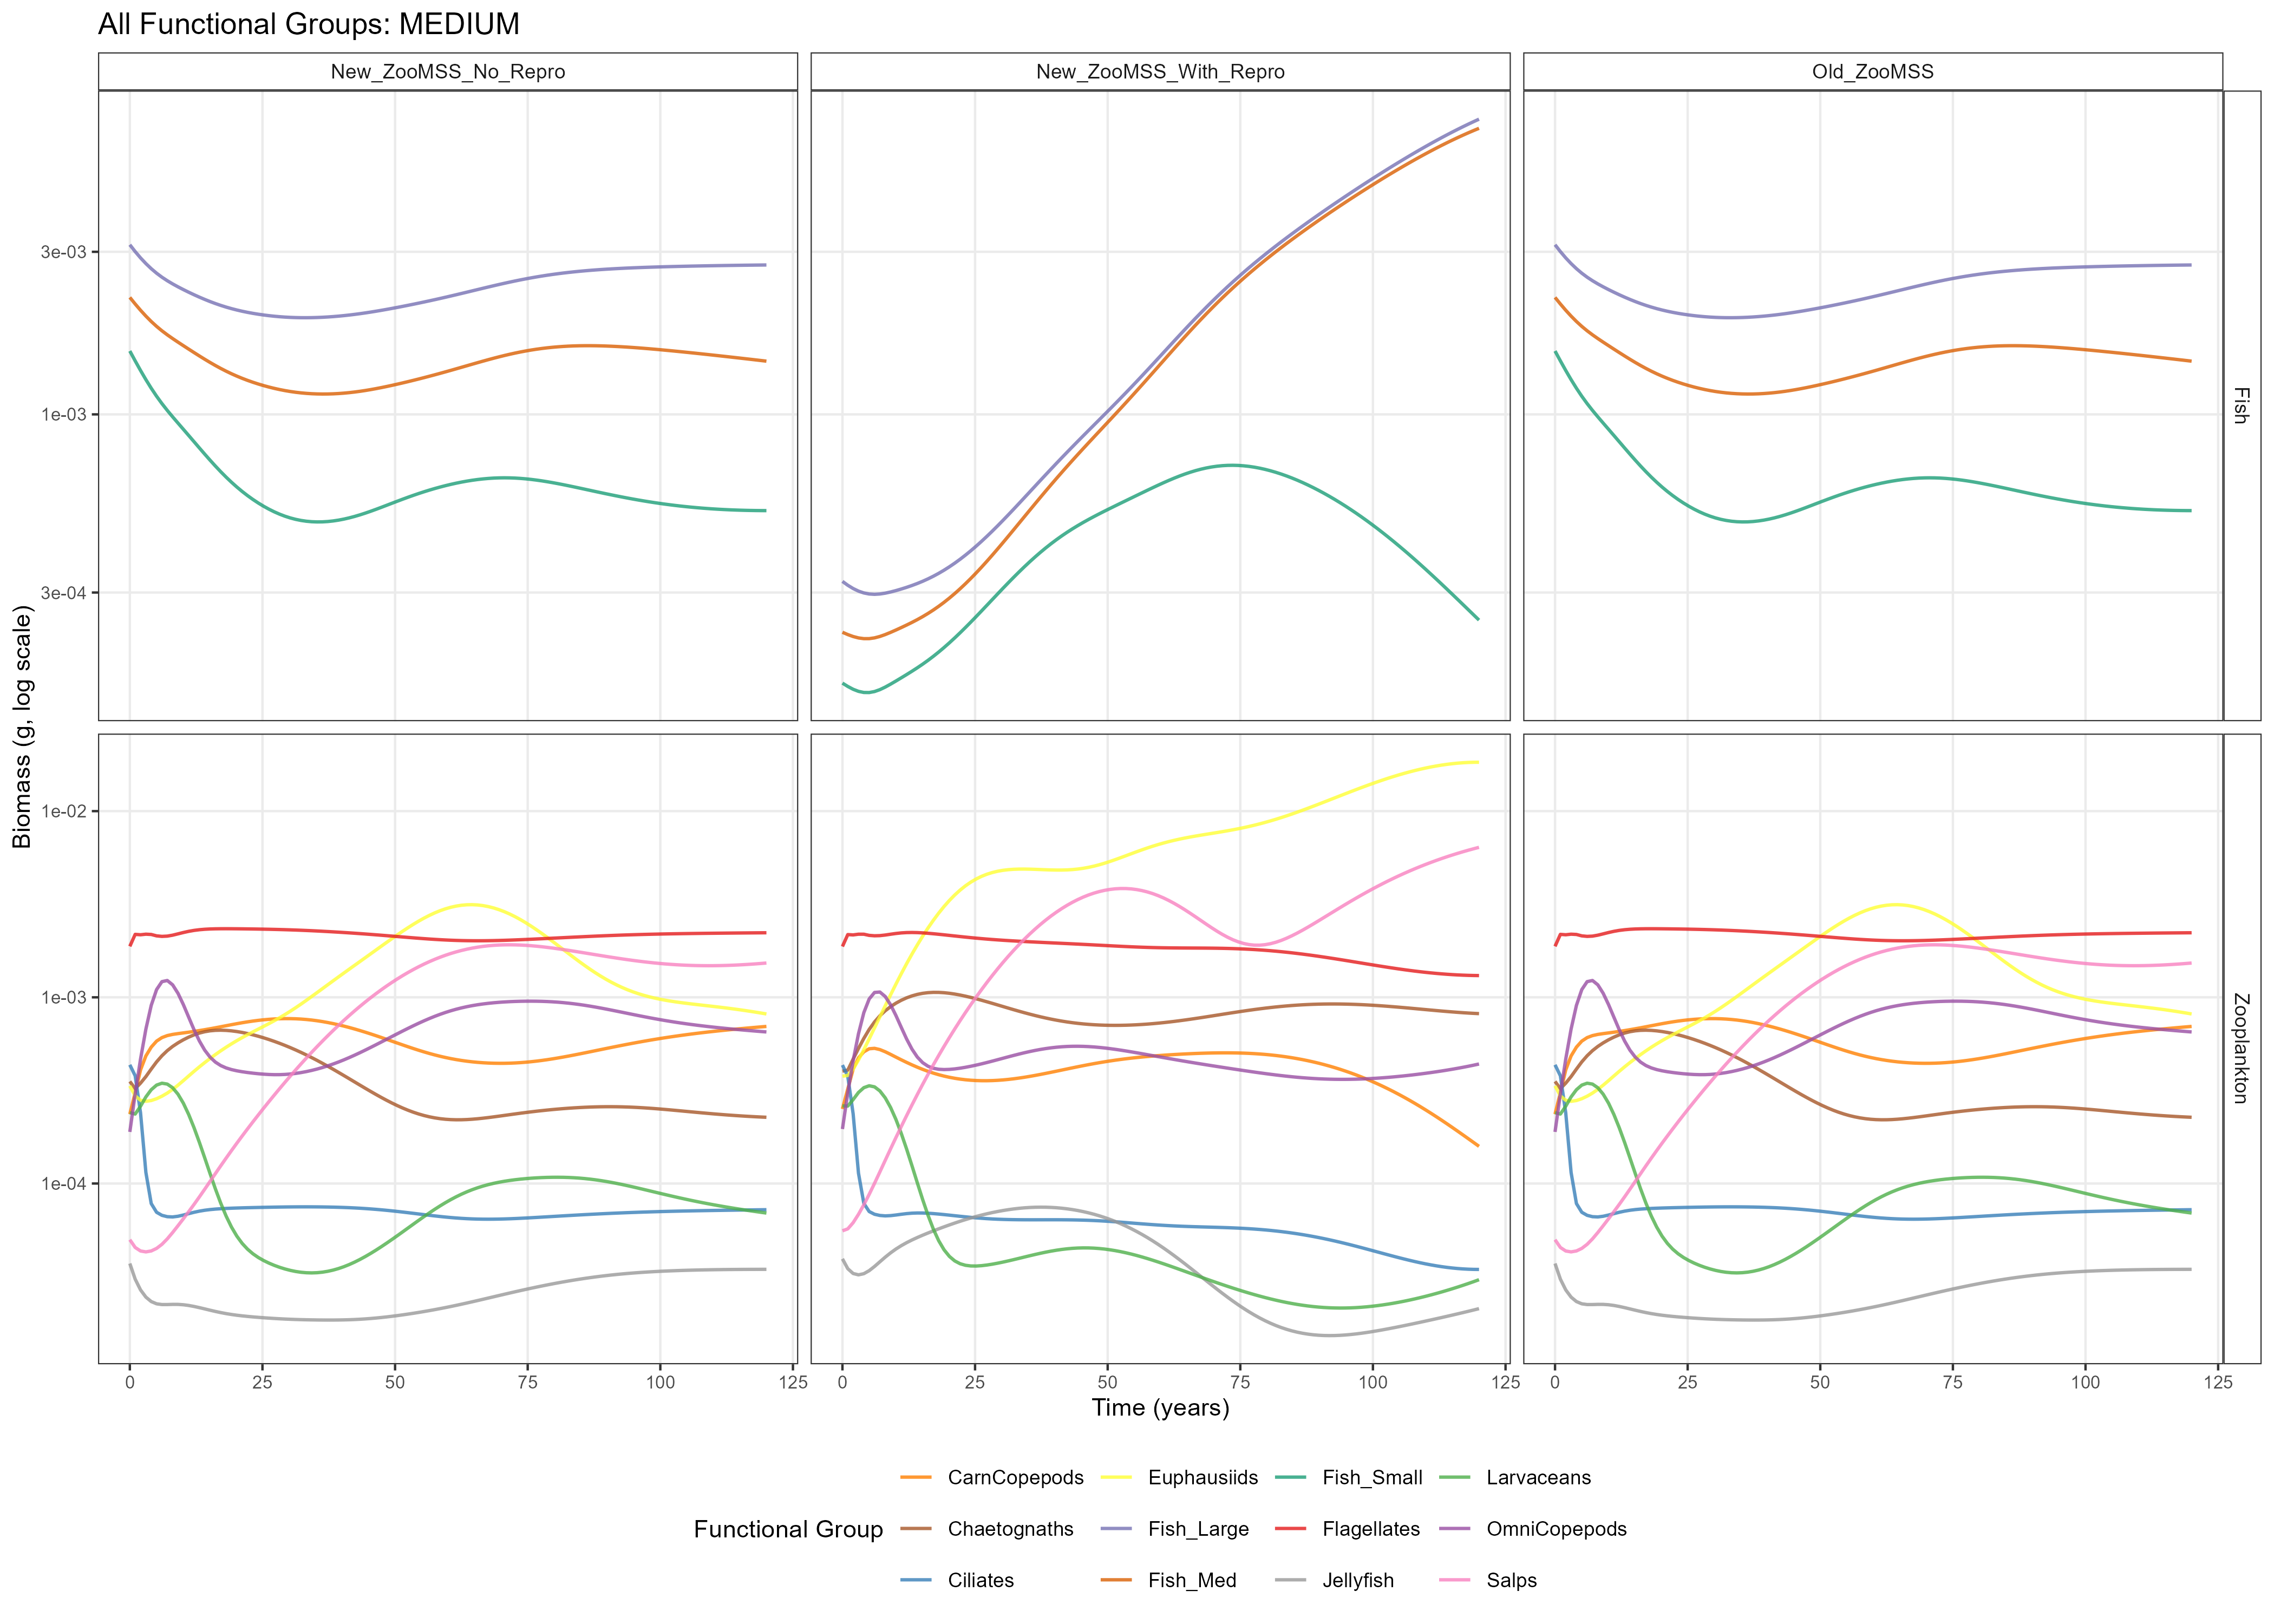 All Functional Groups: MEDIUM
New_ZooMSS_No_Repro
New_ZooMSS_With_Repro
Old_ZooMSS
3e-03
1e-03
3e-04
Fish
Biomass (g, log scale)
1e-02
1e-03
1e-04
Zooplankton
0 25 50 75 100 125
0 25 50 75 100 125
0 25 50 75 100 125
Time (years)
Functional Group
CarnCopepods Euphausiids Fish_Small Larvaceans
Chaetognaths Fish_Large Flagellates OmniCopepods
Ciliates Fish_Med Jellyfish Salps